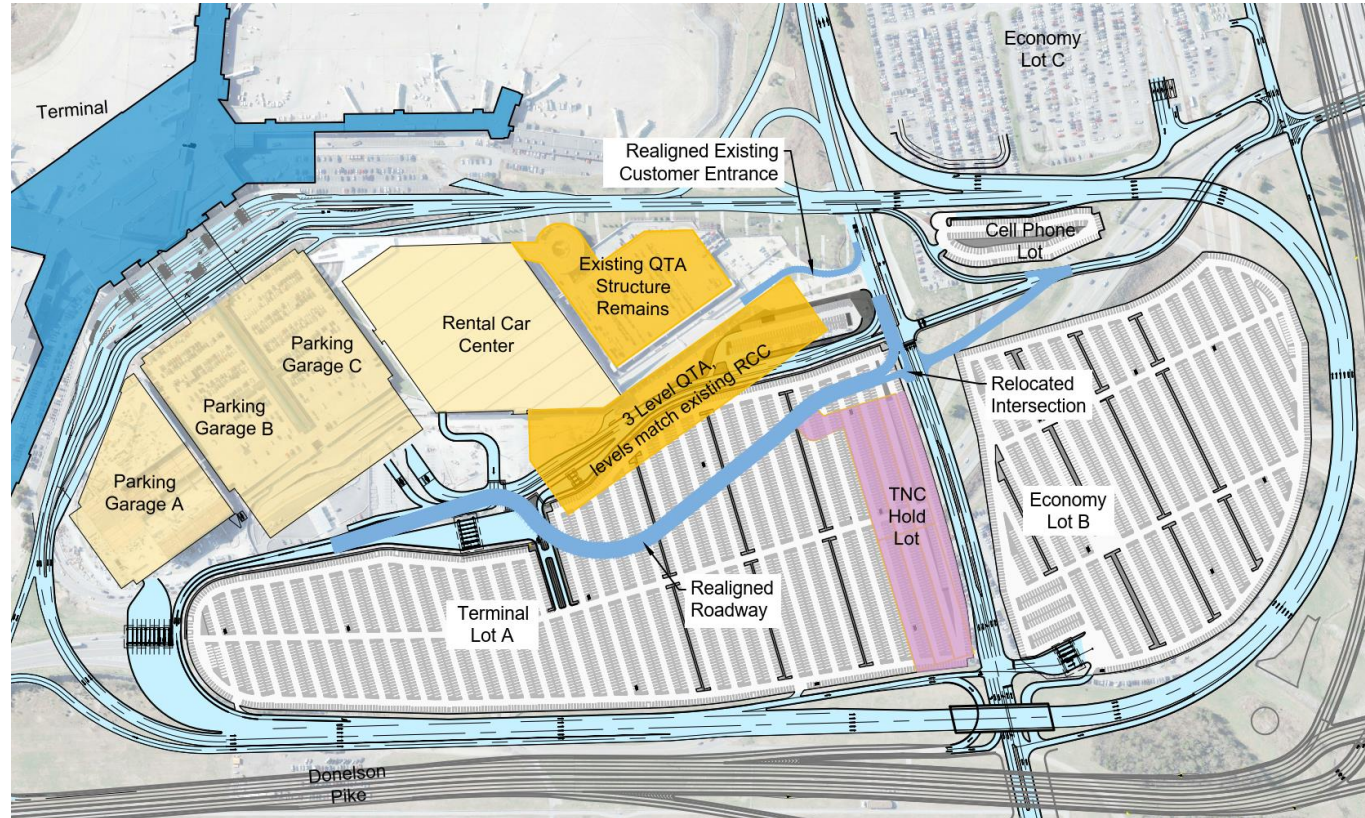 Economy
Lot C
Terminal
Realigned Existing
Customer Entrance
Cell Phone
Lot
Existing QTA
Structure
Remains
Rental Car
Center
Parking
Garage C
3 Level QTA,
levels match existing RCC
Relocated
Intersection
Parking
Garage B
Parking
Garage A
TNC
Hold
Lot
Economy
Lot B
Realigned
Roadway
Terminal
Lot A
Donelson
Pike